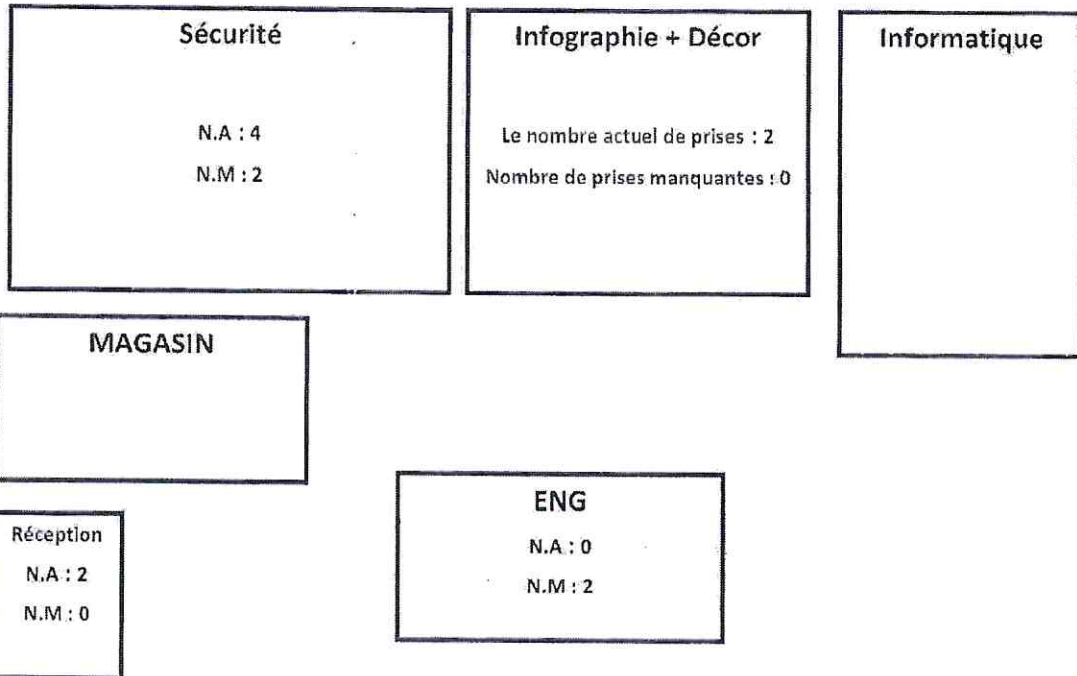 Sécurité
N.A : 4
N.M : 2
Infographie + Décor
Le nombre actuel de prises : 2
Nombre de prises manquantes : 0
Informatique
MAGASIN
Réception
N.A : 2
N.M : 0
ENG
N.A : 0
N.M : 2